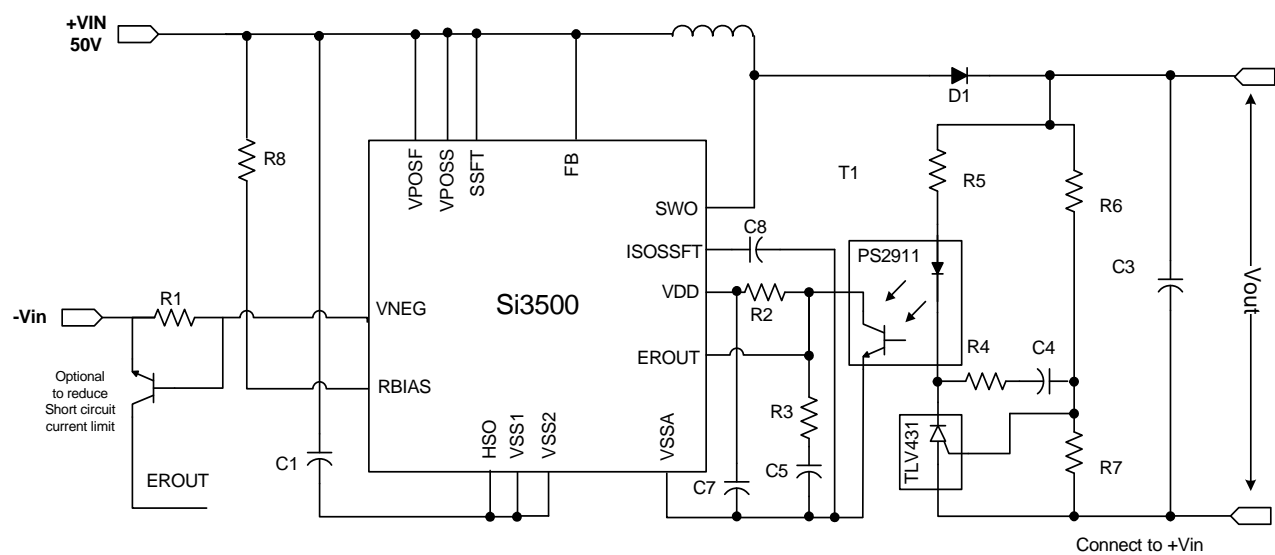 +VIN
50V
D1
R8
VPOSF
VPOSS
SSFT
FB
T1
R5
R6
SWO
C8
ISOSSFT
PS2911
C3
Vout
VDD
R2
Si3500
R1
-Vin
VNEG
EROUT
R4
C4
Optional
to reduce
Short circuit
current limit
RBIAS
R3
HSO
VSS1
VSS2
VSSA
C1
C7
C5
TLV431
R7
EROUT
Connect to +Vin